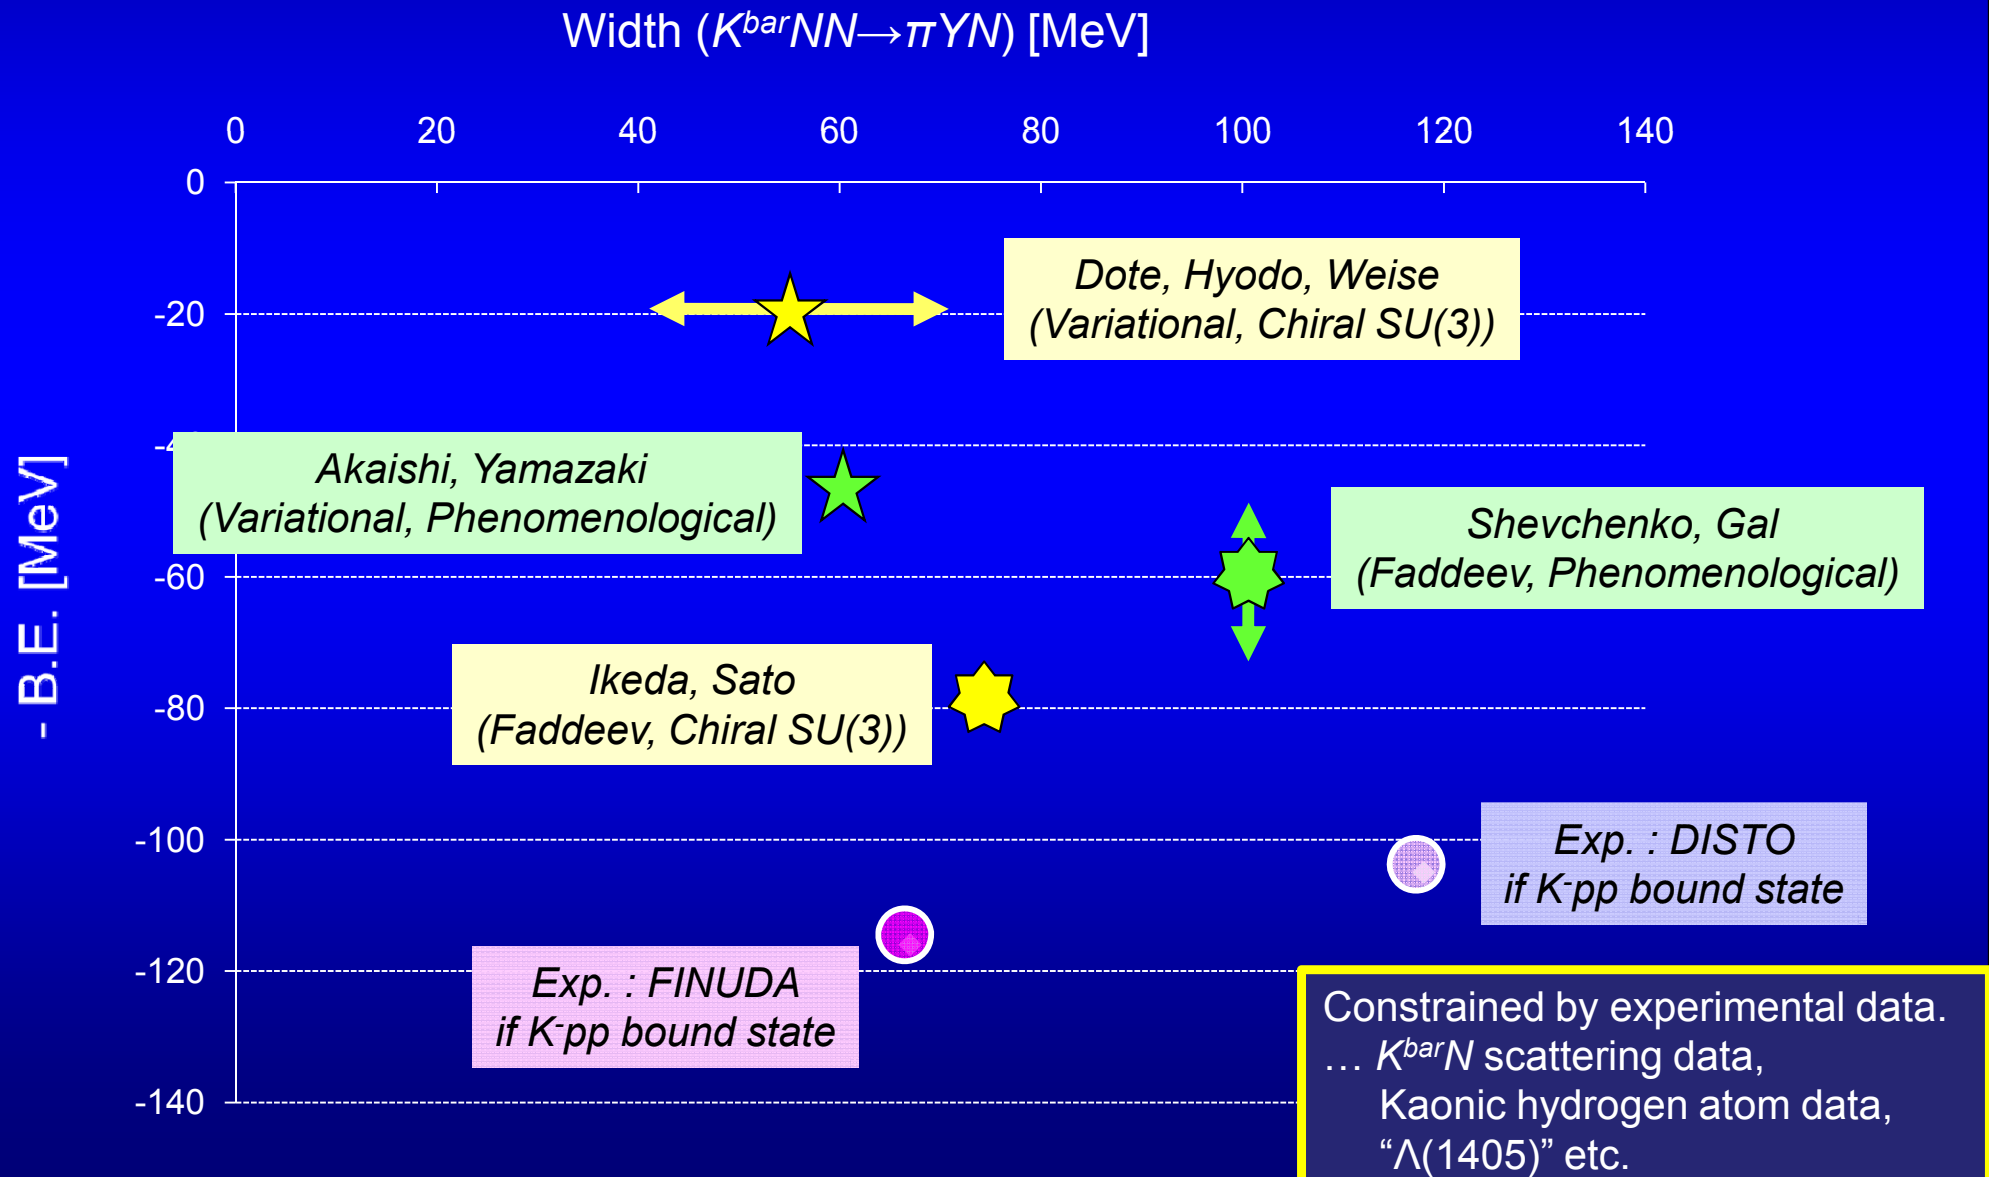 Width (KbarNN→πYN) [MeV]
0 20 40 60 80 100 120 140
0
-20
-60
-80
-100
-120
-140
- B.E. [MeV]
Dote, Hyodo, Weise
(Variational, Chiral SU(3))
Akaishi, Yamazaki
(Variational, Phenomenological)
Shevchenko, Gal
(Faddeev, Phenomenological)
Ikeda, Sato
(Faddeev, Chiral SU(3))
Exp. : DISTO
if K-pp bound state
Exp. : FINUDA
if K-pp bound state
Constrained by experimental data.
… KbarN scattering data,
Kaonic hydrogen atom data,
“Λ(1405)” etc.